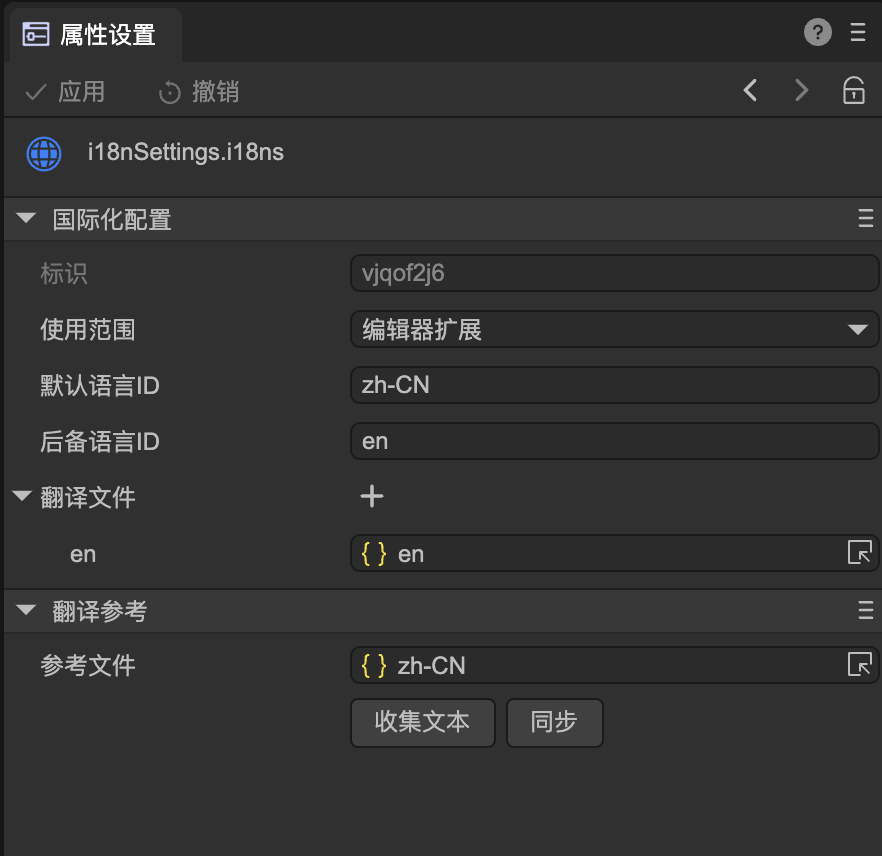 属性设置
应用 撤销
i18nSettings.i18ns
国际化配置
标识 vjqof2j6
使用范围 编辑器扩展
默认语言ID zh-CN
后备语言ID en
翻译文件 +
en { } en
翻译参考
参考文件 { } zh-CN
收集文本 同步